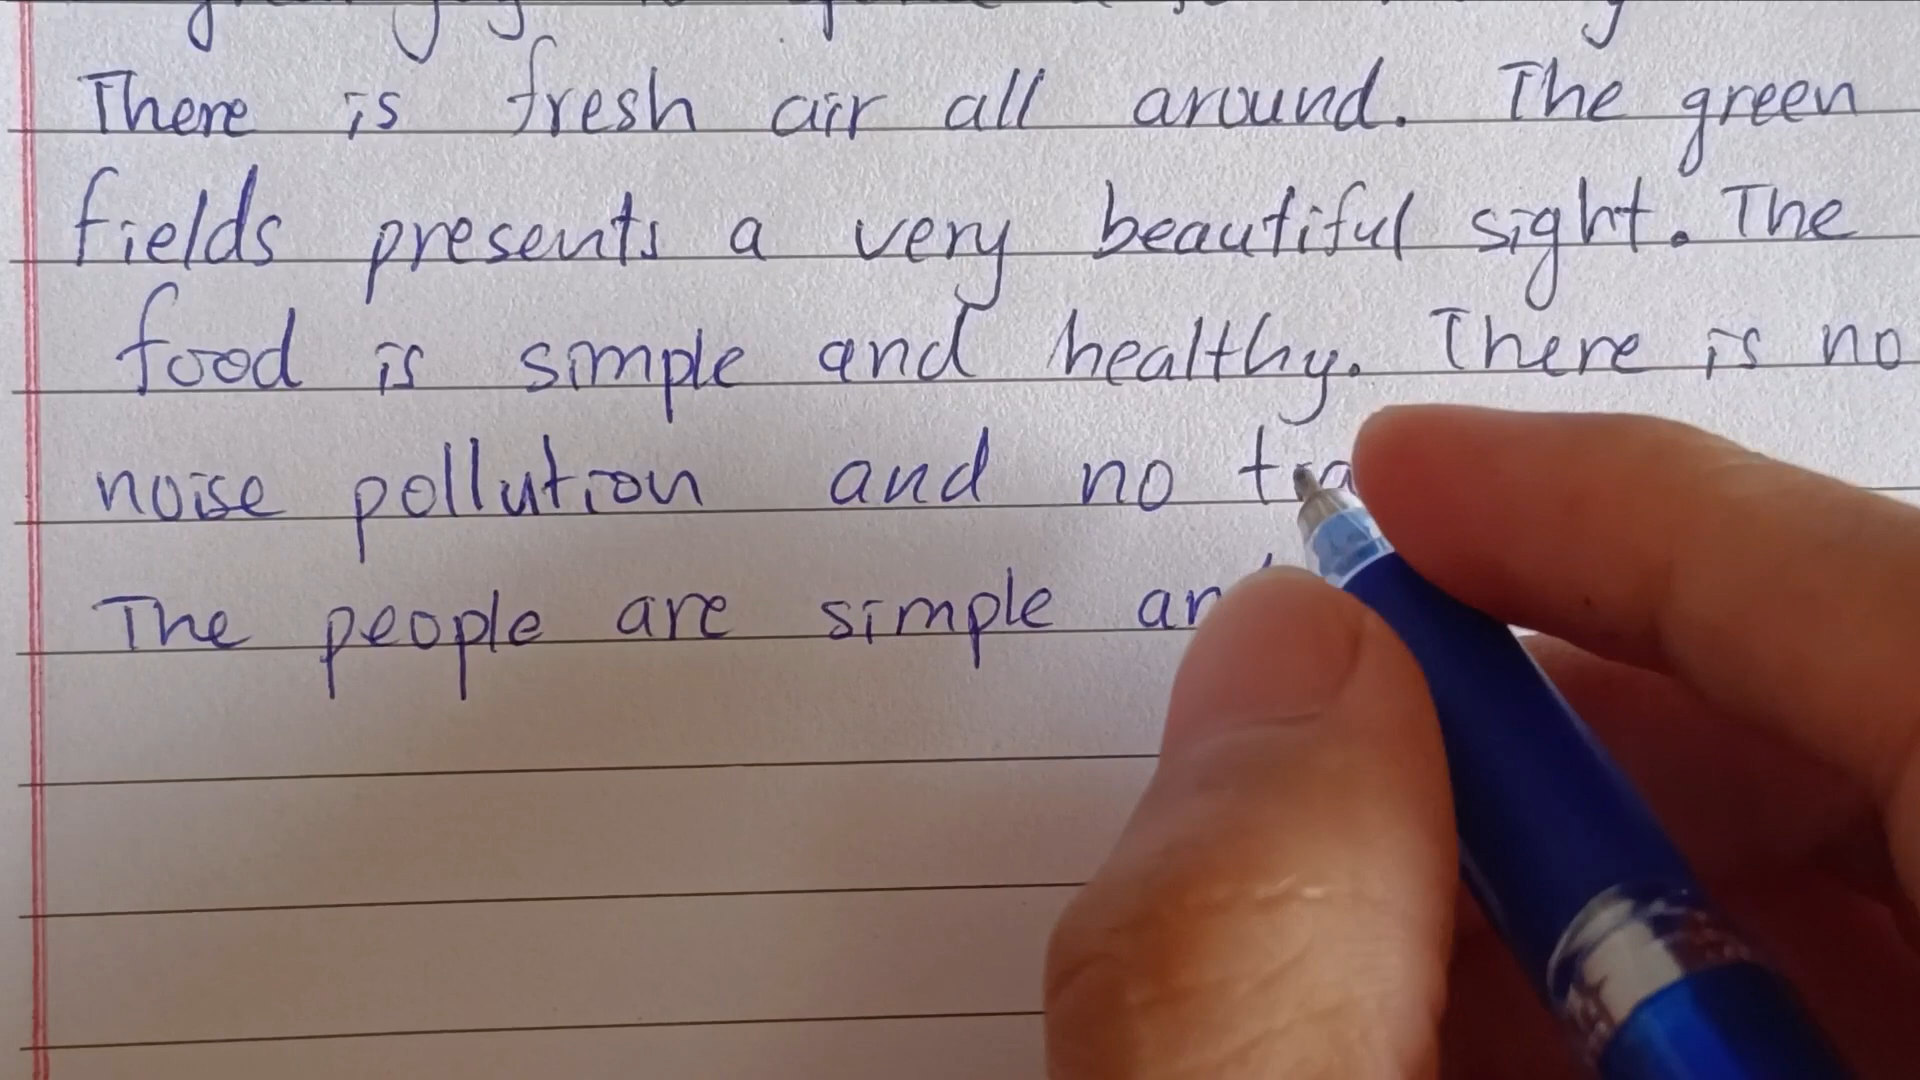 There is fresh air all around. The green
fields presents a very beautiful sight. The
food is simple and healthy. There is no
noise pollution and no
The people are simple